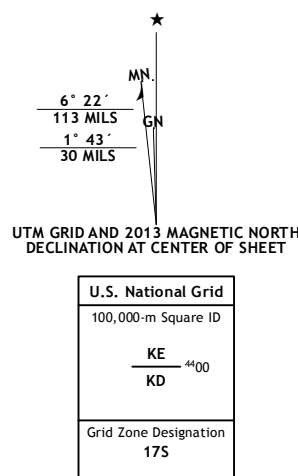 ★
MN.
6° 22´
113 MILS
GN
1° 43´
30 MILS
UTM GRID AND 2013 MAGNETIC NORTH
DECLINATION AT CENTER OF SHEET
U.S. National Grid
100,000-m Square ID
KE
⁴⁴00
KD
Grid Zone Designation
17S